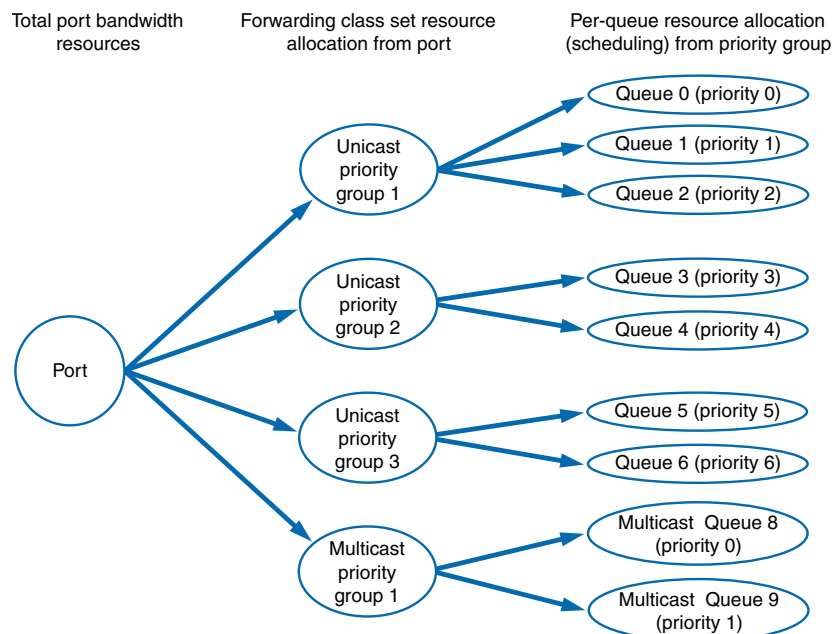 Total port bandwidth
resources
Forwarding class set resource
allocation from port
Per-queue resource allocation
(scheduling) from priority group
Port
Unicast
priority
group 1
Queue 0 (priority 0)
Queue 1 (priority 1)
Queue 2 (priority 2)
Unicast
priority
group 2
Queue 3 (priority 3)
Queue 4 (priority 4)
Unicast
priority
group 3
Queue 5 (priority 5)
Queue 6 (priority 6)
Multicast
priority
group 1
Multicast Queue 8
(priority 0)
Multicast Queue 9
(priority 1)